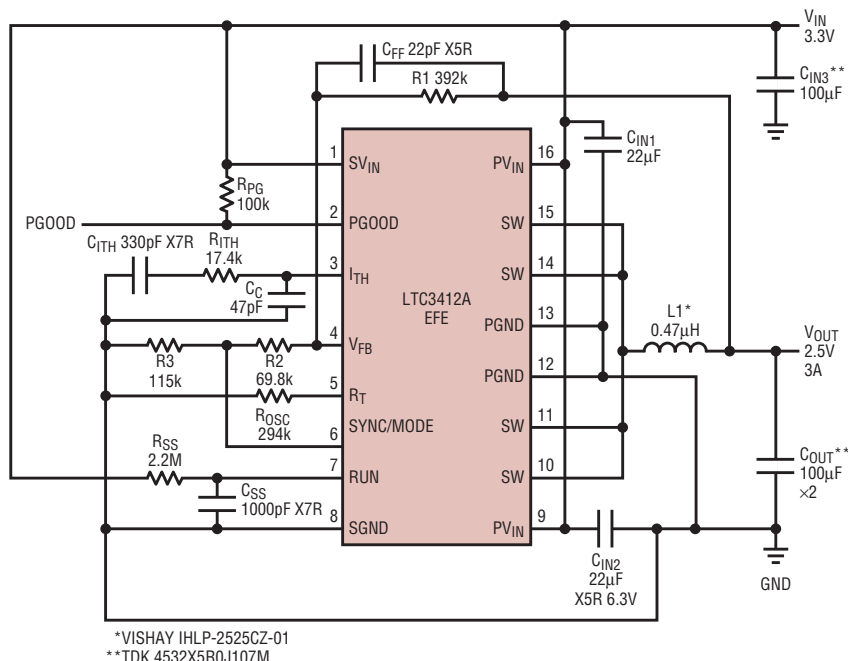 VIN
3.3V
CFF 22pF X5R
R1 392k
CIN3**
100µF
CIN1
22µF
1
SVIN
PVIN
16
RPG
100k
PGOOD
2
PGOOD
SW
15
CITH 330pF X7R
RITH
17.4k
3
ITH
SW
14
CC
47pF
LTC3412A
EFE
PGND
13
L1*
0.47µH
4
VFB
VOUT
2.5V
3A
R3
115k
R2
69.8k
PGND
12
5
RT
ROSC
294k
SYNC/MODE
6
SW
11
RSS
2.2M
7
RUN
SW
10
COUT**
100µF
×2
CSS
1000pF X7R
8
SGND
PVIN
9
CIN2
22µF
X5R 6.3V
GND
*VISHAY IHLP-2525CZ-01
**TDK 4532X5R0J107M